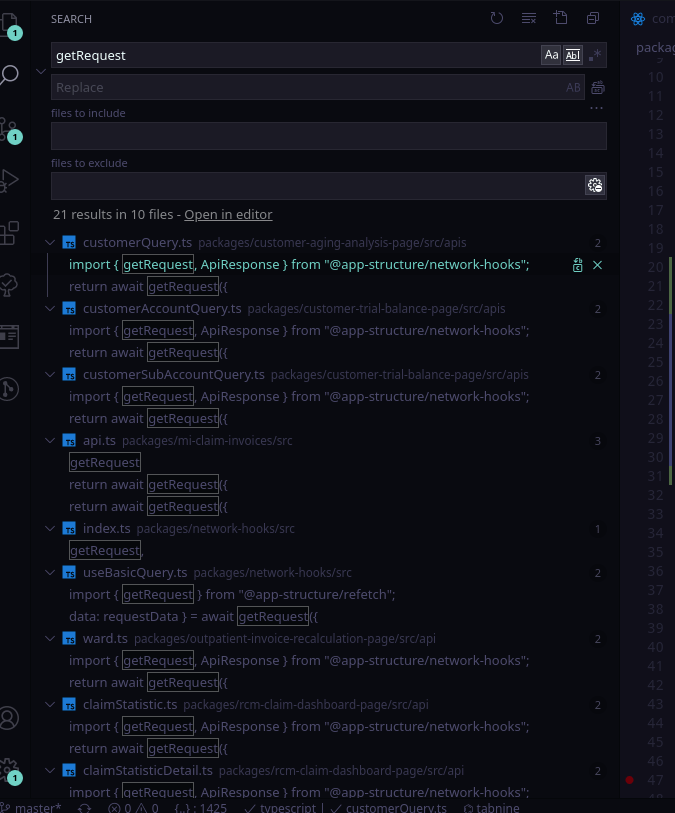 SEARCH
getRequest Aa Abl .*
Replace AB
...
files to include
files to exclude
21 results in 10 files - Open in editor
customerQuery.ts packages/customer-aging-analysis-page/src/apis 2
import { getRequest, ApiResponse } from "@app-structure/network-hooks";
return await getRequest({
customerAccountQuery.ts packages/customer-trial-balance-page/src/apis 2
import { getRequest, ApiResponse } from "@app-structure/network-hooks";
return await getRequest({
customerSubAccountQuery.ts packages/customer-trial-balance-page/src/apis 2
import { getRequest, ApiResponse } from "@app-structure/network-hooks";
return await getRequest({
api.ts packages/mi-claim-invoices/src 3
getRequest
return await getRequest({
return await getRequest({
index.ts packages/network-hooks/src 1
getRequest,
useBasicQuery.ts packages/network-hooks/src 2
import { getRequest } from "@app-structure/refetch";
data: requestData } = await getRequest({
ward.ts packages/outpatient-invoice-recalculation-page/src/api 2
import { getRequest, ApiResponse } from "@app-structure/network-hooks";
return await getRequest({
claimStatistic.ts packages/rcm-claim-dashboard-page/src/api 2
import { getRequest, ApiResponse } from "@app-structure/network-hooks";
return await getRequest({
claimStatisticDetail.ts packages/rcm-claim-dashboard-page/src/api 2
import { getRequest, ApiResponse } from "@app-structure/network-hooks";
1
1
1
com
packag
9
10
11
12
13
14
15
16
17
18
19
20
21
22
23
24
25
26
27
28
29
30
31
32
33
34
35
36
37
38
39
40
41
42
43
44
45
46
47
48
master* 0 0 {..} : 1425 typescript | customerQuery.ts tabnine